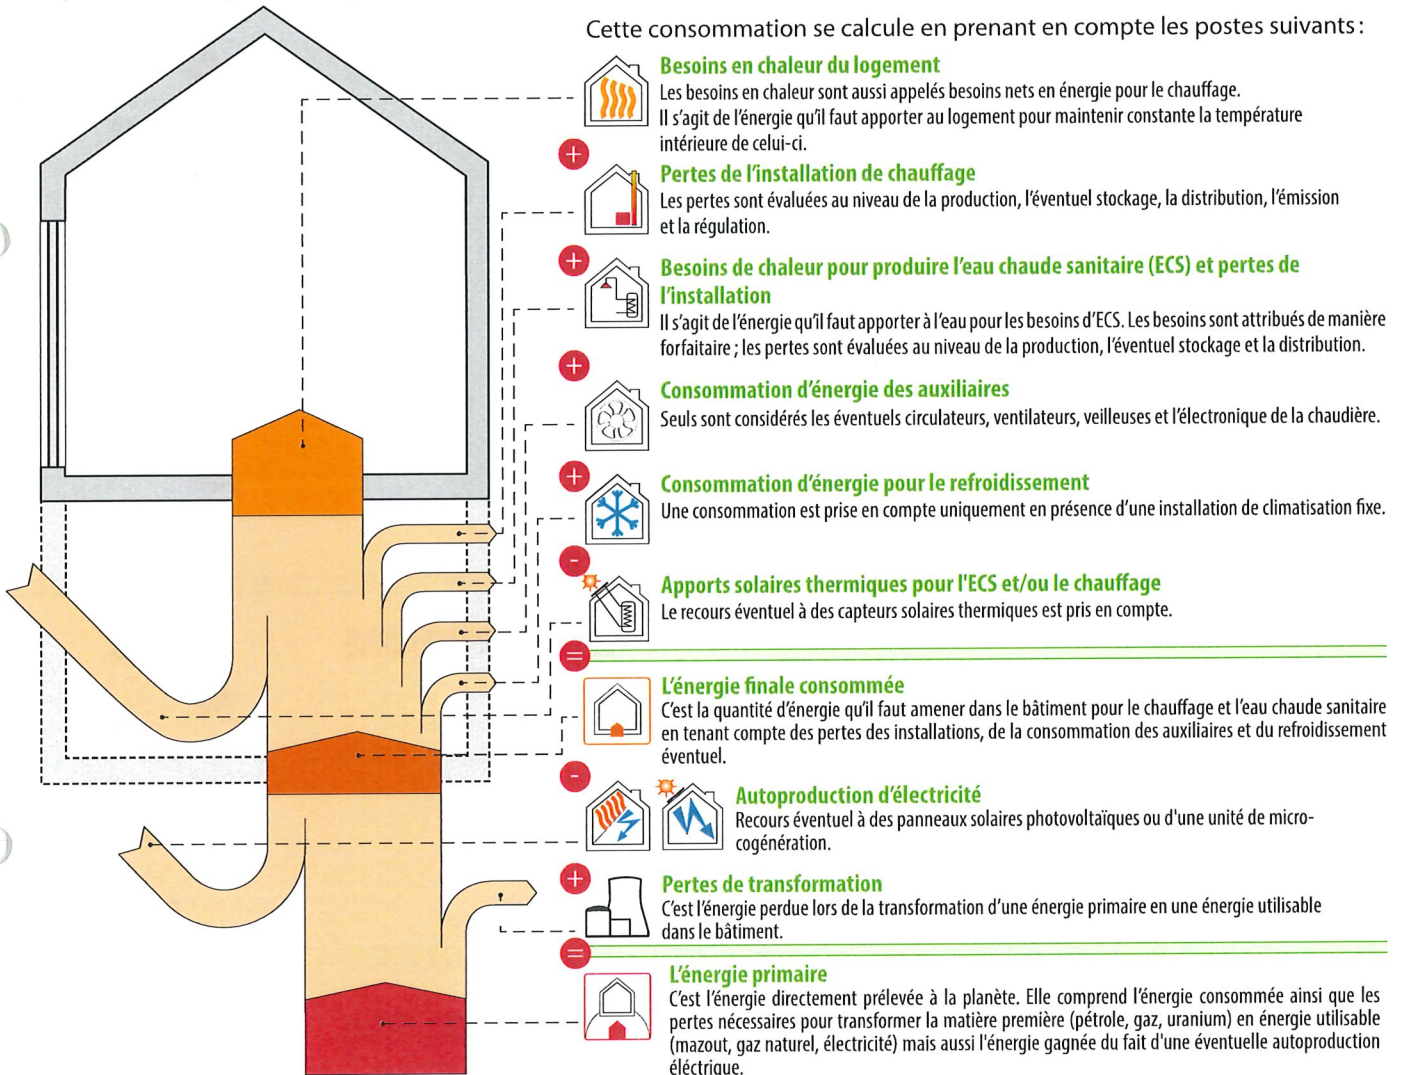 Cette consommation se calcule en prenant en compte les postes suivants :
Besoins en chaleur du logement
Les besoins en chaleur sont aussi appelés besoins nets en énergie pour le chauffage.
Il s'agit de l'énergie qu'il faut apporter au logement pour maintenir constante la température
intérieure de celui-ci.
+
Pertes de l'installation de chauffage
Les pertes sont évaluées au niveau de la production, l'éventuel stockage, la distribution, l'émission
et la régulation.
+
Besoins de chaleur pour produire l'eau chaude sanitaire (ECS) et pertes de
l'installation
Il s'agit de l'énergie qu'il faut apporter à l'eau pour les besoins d'ECS. Les besoins sont attribués de manière
forfaitaire ; les pertes sont évaluées au niveau de la production, l'éventuel stockage et la distribution.
+
Consommation d'énergie des auxiliaires
Seuls sont considérés les éventuels circulateurs, ventilateurs, veilleuses et l'électronique de la chaudière.
+
Consommation d'énergie pour le refroidissement
Une consommation est prise en compte uniquement en présence d'une installation de climatisation fixe.
-
Apports solaires thermiques pour l'ECS et/ou le chauffage
Le recours éventuel à des capteurs solaires thermiques est pris en compte.
=
L'énergie finale consommée
C'est la quantité d'énergie qu'il faut amener dans le bâtiment pour le chauffage et l'eau chaude sanitaire
en tenant compte des pertes des installations, de la consommation des auxiliaires et du refroidissement
éventuel.
-
Autoproduction d'électricité
Recours éventuel à des panneaux solaires photovoltaïques ou d'une unité de micro-
cogénération.
+
Pertes de transformation
C'est l'énergie perdue lors de la transformation d'une énergie primaire en une énergie utilisable
dans le bâtiment.
=
L'énergie primaire
C'est l'énergie directement prélevée à la planète. Elle comprend l'énergie consommée ainsi que les
pertes nécessaires pour transformer la matière première (pétrole, gaz, uranium) en énergie utilisable
(mazout, gaz naturel, électricité) mais aussi l'énergie gagnée du fait d'une éventuelle autoproduction
éléctrique.